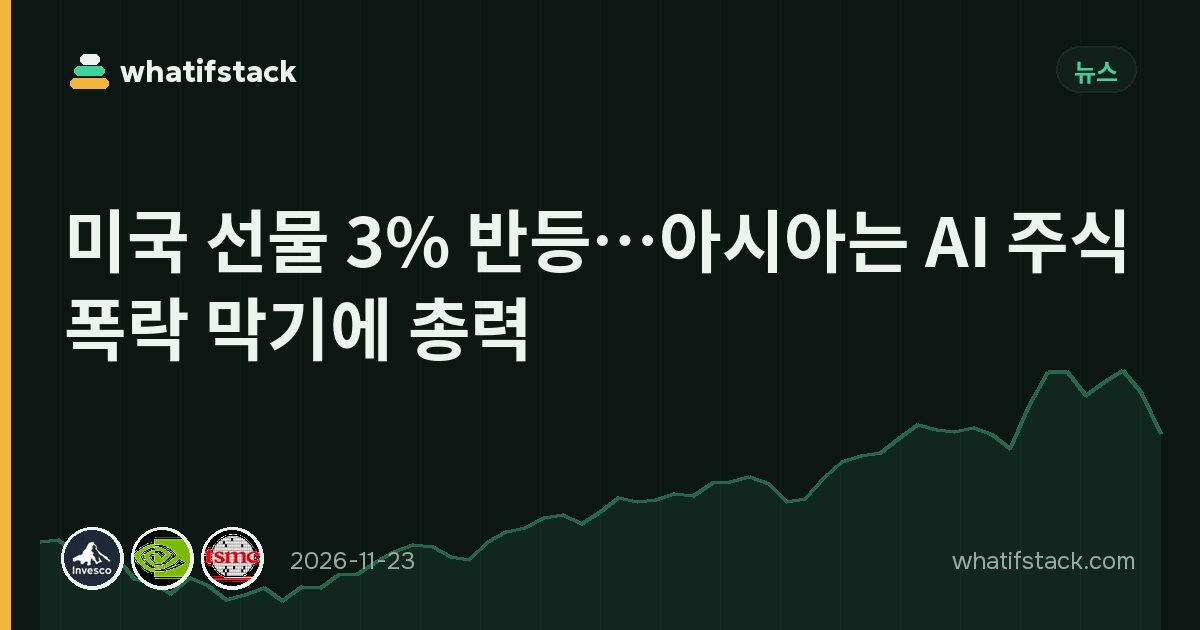 whatifstack
뉴스
미국 선물 3% 반등…아시아는 AI 주식
폭락 막기에 총력
Invesco
tsmc
2026-11-23
whatifstack.com